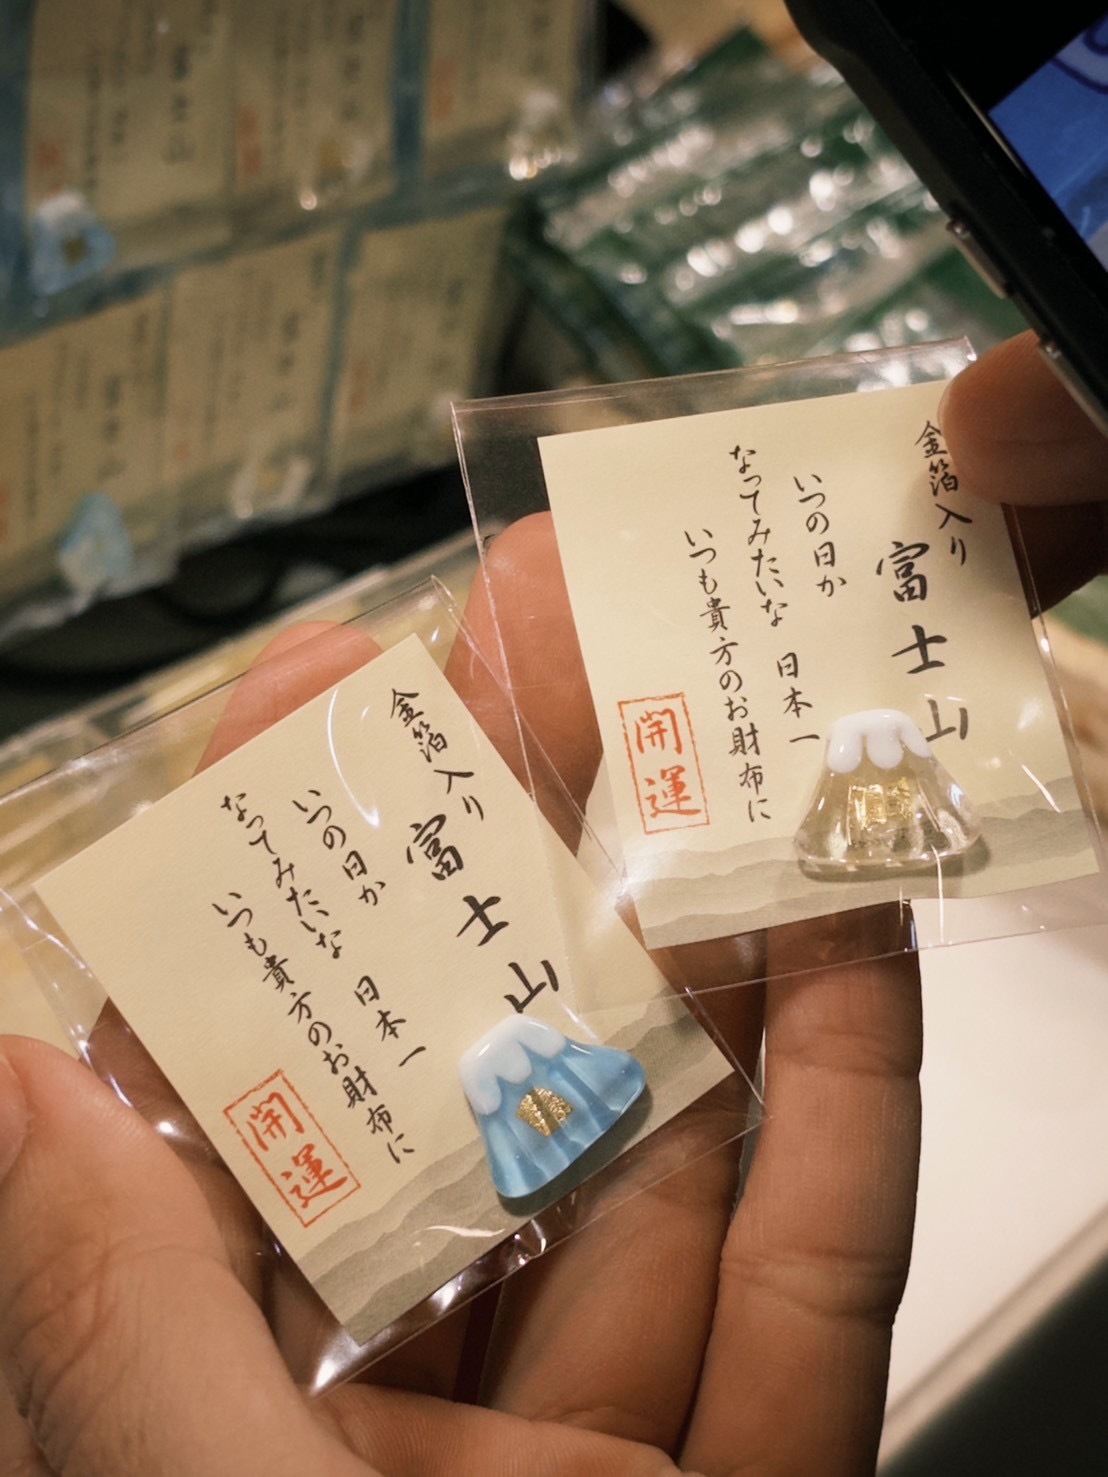 金箔入り
富士山
いつの日か
なってみたいな 日本一
いつも貴方のお財布に
開運
金箔入り
富士山
いつの日か
なってみたいな 日本一
いつも貴方のお財布に
開運